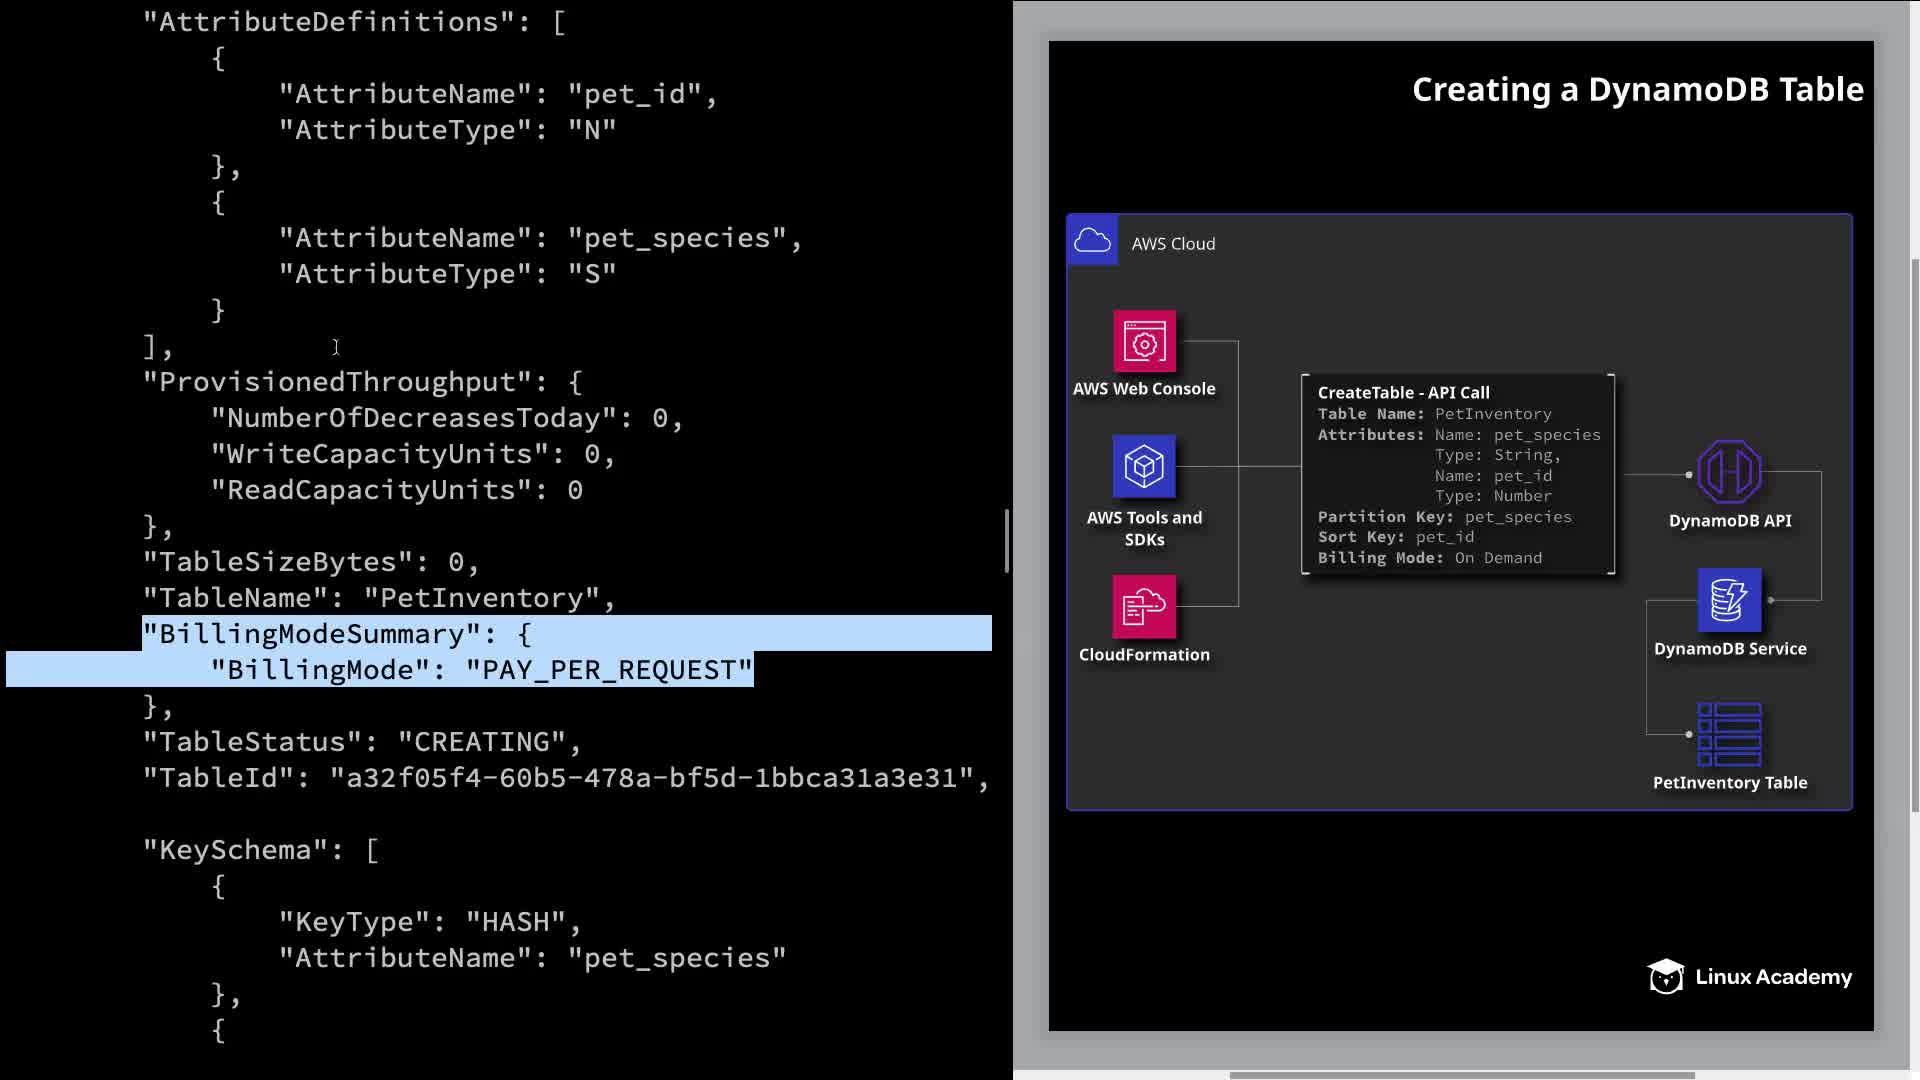 "AttributeDefinitions": [
{
"AttributeName": "pet_id",
"AttributeType": "N"
},
{
"AttributeName": "pet_species",
"AttributeType": "S"
}
],
"ProvisionedThroughput": {
"NumberOfDecreasesToday": 0,
"WriteCapacityUnits": 0,
"ReadCapacityUnits": 0
},
"TableSizeBytes": 0,
"TableName": "PetInventory",
"BillingModeSummary": {
"BillingMode": "PAY_PER_REQUEST"
},
"TableStatus": "CREATING",
"TableId": "a32f05f4-60b5-478a-bf5d-1bbca31a3e31",
"KeySchema": [
{
"KeyType": "HASH",
"AttributeName": "pet_species"
},
{
Creating a DynamoDB Table
AWS Cloud
AWS Web Console
AWS Tools and
SDKs
CloudFormation
CreateTable - API Call
Table Name: PetInventory
Attributes: Name: pet_species
Type: String,
Name: pet_id
Type: Number
Partition Key: pet_species
Sort Key: pet_id
Billing Mode: On Demand
DynamoDB API
DynamoDB Service
PetInventory Table
Linux Academy